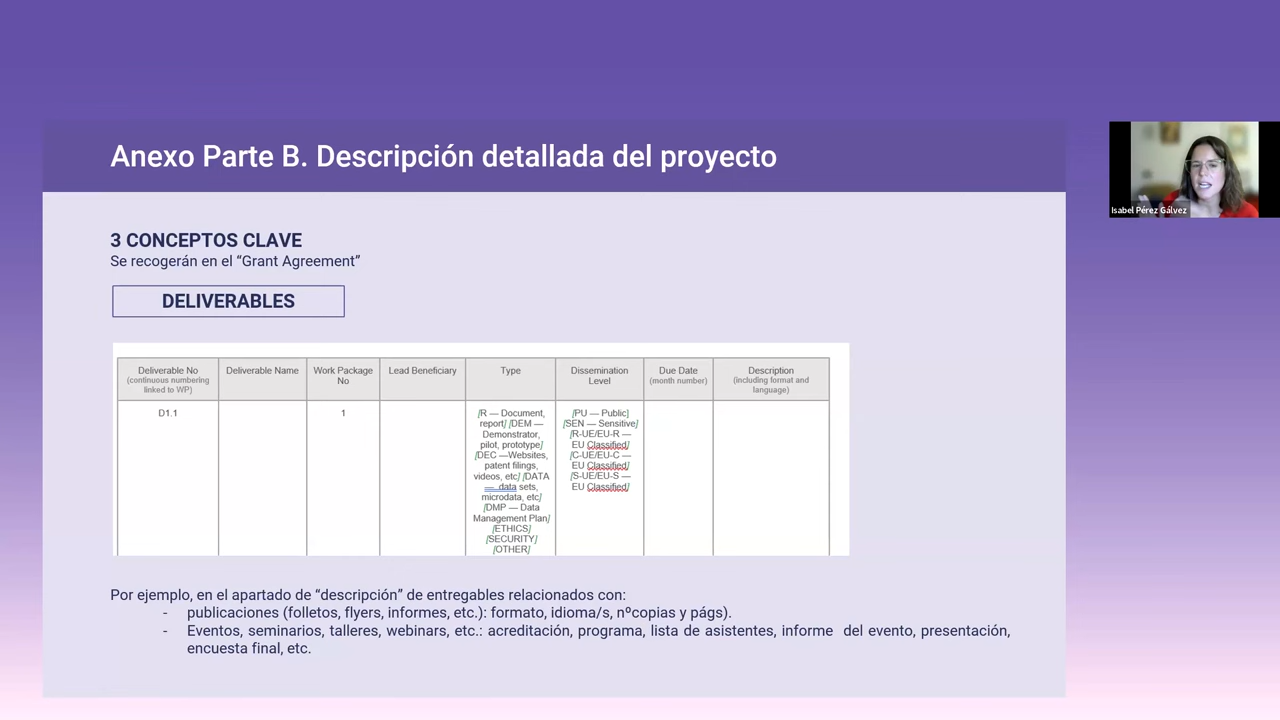 Anexo Parte B. Descripción detallada del proyecto
Isabel Pérez Gálvez
3 CONCEPTOS CLAVE
Se recogerán en el “Grant Agreement”
DELIVERABLES
Deliverable No
(continuous numbering
linked to WP)
Deliverable Name
Work Package
No
Lead Beneficiary
Type
Dissemination
Level
Due Date
(month number)
Description
(including format and
language)
D1.1
1
[R — Document,
report] [DEM —
Demonstrator,
pilot, prototype]
[DEC —Websites,
patent filings,
videos, etc] [DATA
— data sets,
microdata, etc]
[DMP — Data
Management Plan]
[ETHICS]
[SECURITY]
[OTHER]
[PU — Public]
[SEN — Sensitive]
[R-UE/EU-R —
EU Classified]
[C-UE/EU-C —
EU Classified]
[S-UE/EU-S —
EU Classified]
Por ejemplo, en el apartado de “descripción” de entregables relacionados con:
- publicaciones (folletos, flyers, informes, etc.): formato, idioma/s, nºcopias y págs).
- Eventos, seminarios, talleres, webinars, etc.: acreditación, programa, lista de asistentes, informe del evento, presentación,
encuesta final, etc.